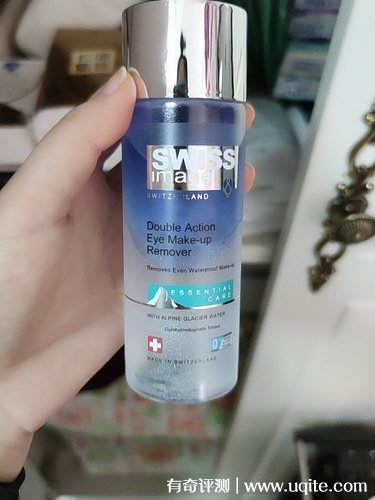 SWISS
image
SWITZERLAND
Double Action
Eye Make-up
Remover
Removes Even Waterproof Make-up
ESSENTIAL
CARE
WITH ALPINE GLACIER WATER
Ophthalmologically Tested
MADE IN SWITZERLAND
有奇评测 | www.uqite.com